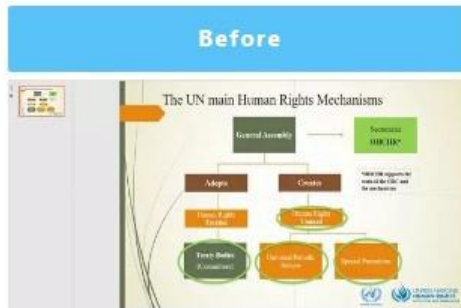 Before
The UN main Human Rights Mechanisms
General Assembly
Secretariat
OHCHR*
*OHCHR supports the
work of the HRC and
the mechanisms
Adopts
Creates
Human Rights
Treaties
Human Rights
Council
Treaty Bodies
(Committees)
Universal Periodic
Review
Special Procedures
UNITED NATIONS
HUMAN RIGHTS